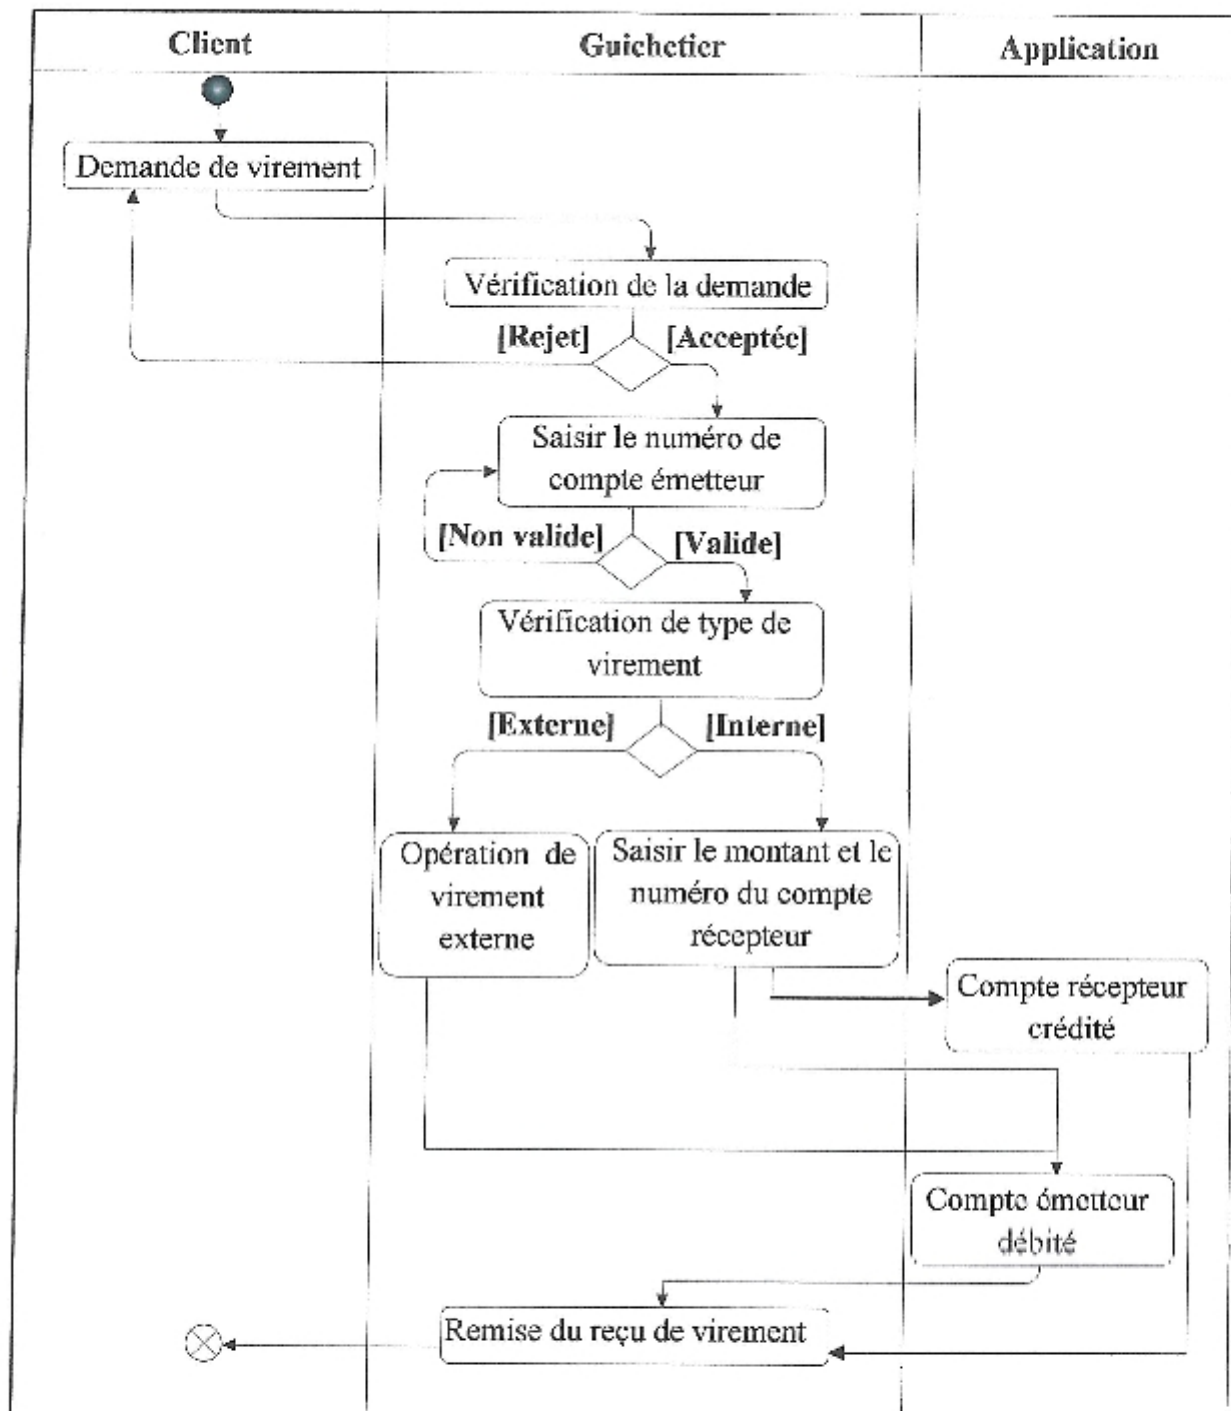 Client
Guichetier
Application
Demande de virement
Vérification de la demande
[Rejet]
[Acceptée]
Saisir le numéro de
compte émetteur
[Non valide]
[Valide]
Vérification de type de
virement
[Externe]
[Interne]
Opération de
virement
externe
Saisir le montant et le
numéro du compte
récepteur
Compte récepteur
crédité
Compte émetteur
débité
Remise du reçu de virement